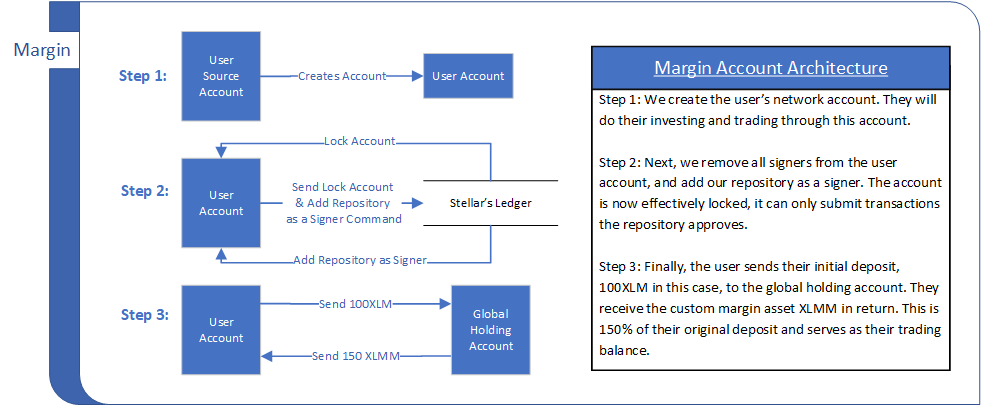 Margin
Step 1:
User
Source
Account
Creates Account
User Account
Step 2:
Lock Account
User
Account
Send Lock Account
& Add Repository
as a Signer Command
Stellar's Ledger
Add Repository as Signer
Step 3:
User
Account
Send 100XLM
Send 150 XLMM
Global
Holding
Account
Margin Account Architecture
Step 1: We create the user's network account. They will
do their investing and trading through this account.
Step 2: Next, we remove all signers from the user
account, and add our repository as a signer. The account
is now effectively locked, it can only submit transactions
the repository approves.
Step 3: Finally, the user sends their initial deposit,
100XLM in this case, to the global holding account. They
receive the custom margin asset XLMM in return. This is
150% of their original deposit and serves as their trading
balance.